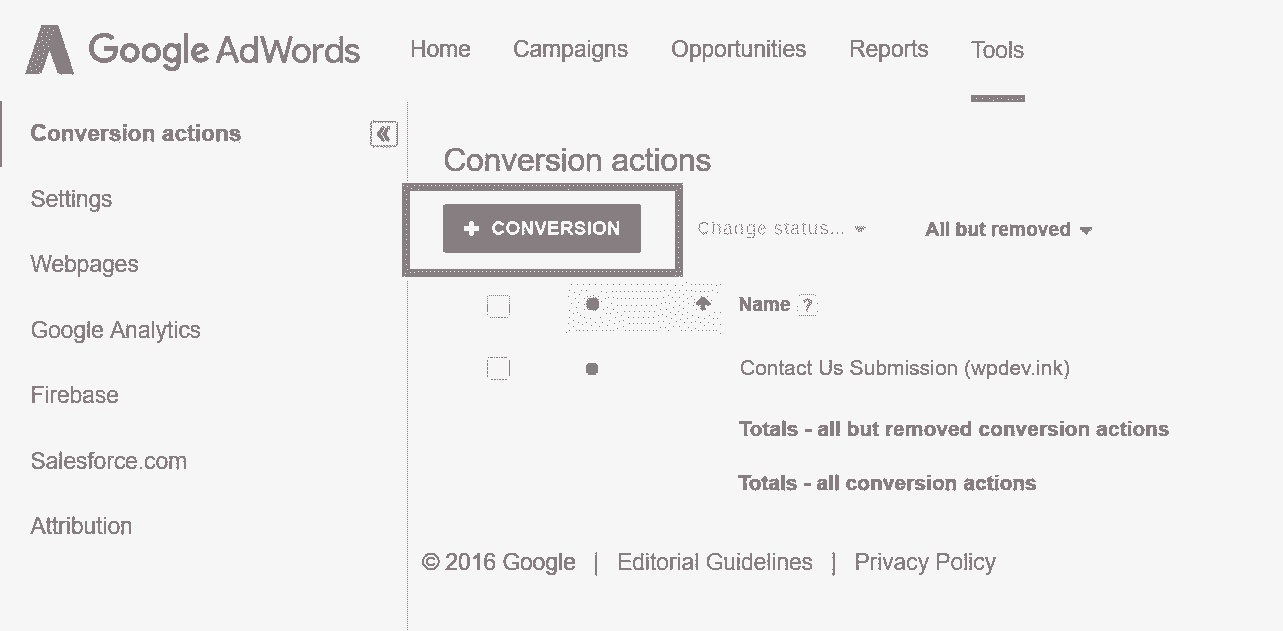 Google AdWords Home Campaigns Opportunities Reports Tools
Conversion actions
Settings
Webpages
Google Analytics
Firebase
Salesforce.com
Attribution
Conversion actions
+ CONVERSION Change status... All but removed
Name ?
Contact Us Submission (wpdev.ink)
Totals - all but removed conversion actions
Totals - all conversion actions
© 2016 Google | Editorial Guidelines | Privacy Policy